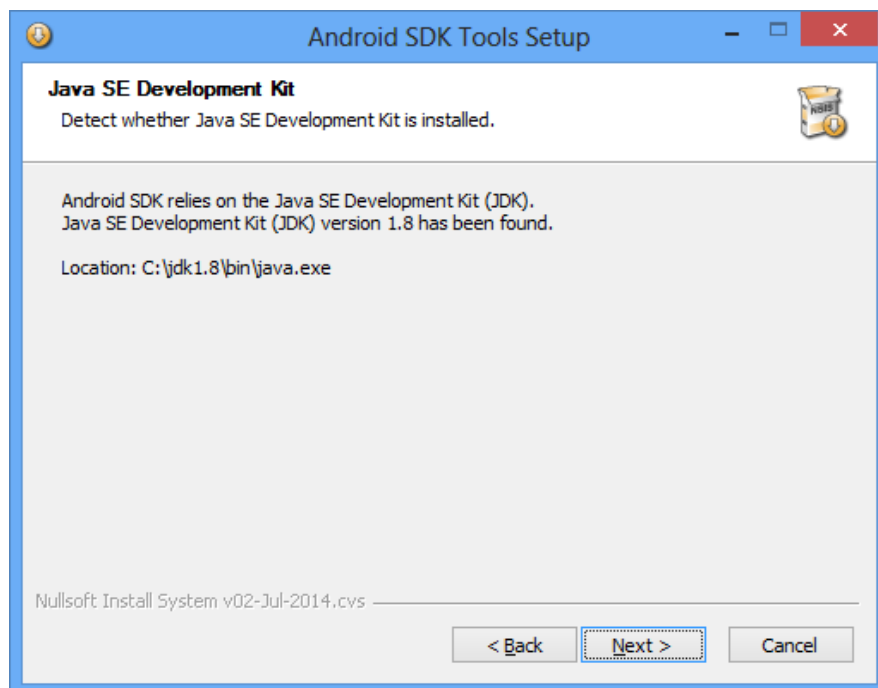 Android SDK Tools Setup
Java SE Development Kit
Detect whether Java SE Development Kit is installed.
NSIS
Android SDK relies on the Java SE Development Kit (JDK).
Java SE Development Kit (JDK) version 1.8 has been found.
Location: C:\jdk1.8\bin\java.exe
Nullsoft Install System v02-Jul-2014.cvs
< Back Next > Cancel